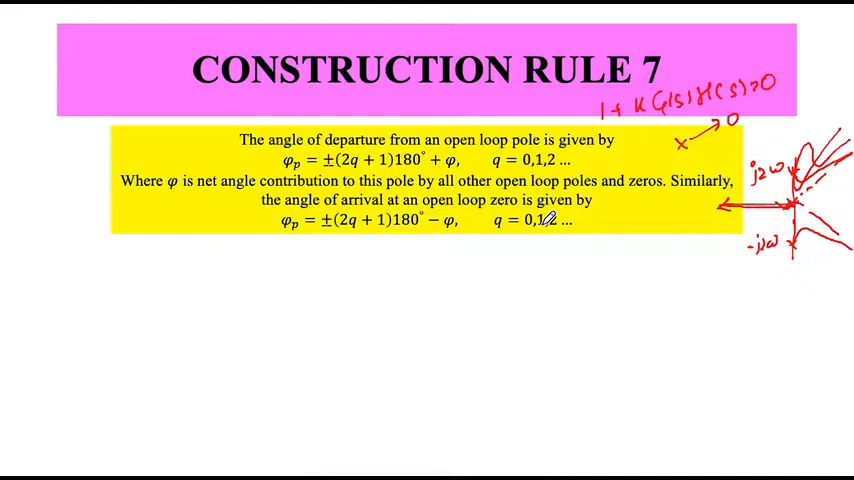 CONSTRUCTION RULE 7
1 + K G(s) H(s) = 0
x → 0
The angle of departure from an open loop pole is given by
φₚ = ±(2q + 1)180° + φ, q = 0,1,2 …
Where φ is net angle contribution to this pole by all other open loop poles and zeros. Similarly,
the angle of arrival at an open loop zero is given by
φₚ = ±(2q + 1)180° − φ, q = 0,1,2 …
j2ω
-j2ω